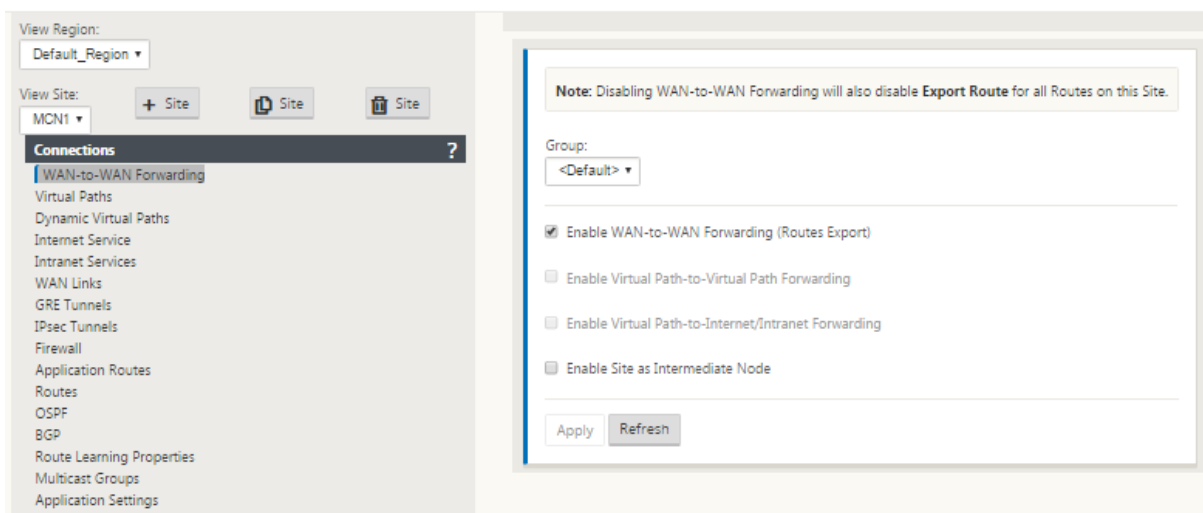 View Region:
Default_Region ▾
View Site:
MCN1 ▾
+ Site
Site
Site
Connections ?
WAN-to-WAN Forwarding
Virtual Paths
Dynamic Virtual Paths
Internet Service
Intranet Services
WAN Links
GRE Tunnels
IPsec Tunnels
Firewall
Application Routes
Routes
OSPF
BGP
Route Learning Properties
Multicast Groups
Application Settings
Note: Disabling WAN-to-WAN Forwarding will also disable Export Route for all Routes on this Site.
Group:
<Default> ▾
Enable WAN-to-WAN Forwarding (Routes Export)
Enable Virtual Path-to-Virtual Path Forwarding
Enable Virtual Path-to-Internet/Intranet Forwarding
Enable Site as Intermediate Node
Apply Refresh